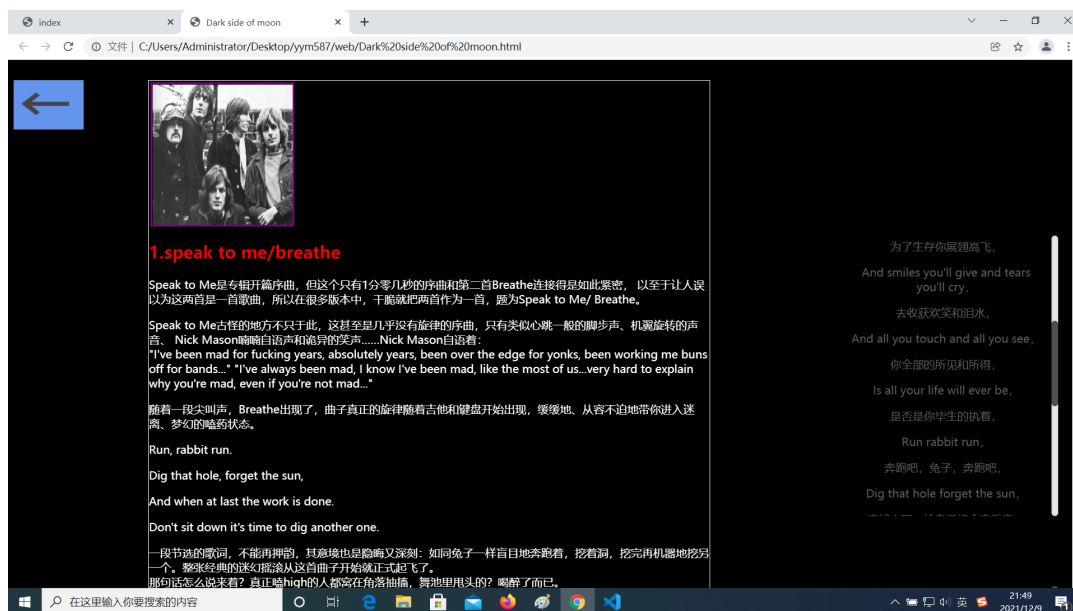 index
Dark side of moon
文件 | C:/Users/Administrator/Desktop/yym587/web/Dark%20side%20of%20moon.html
1.speak to me/breathe
Speak to Me是专辑开篇序曲，但这个只有1分零几秒的序曲和第二首Breathe连接得是如此紧密， 以至于让人误
以为这两首是一首歌曲，所以在很多版本中，干脆就把两首作为一首，题为Speak to Me/ Breathe。
Speak to Me古怪的地方不只于此，这甚至是几乎没有旋律的序曲，只有类似心跳一般的脚步声、机翼旋转的声
音、 Nick Mason喃喃自语声和诡异的笑声......Nick Mason自语着：
"I've been mad for fucking years, absolutely years, been over the edge for yonks, been working me buns
off for bands..." "I've always been mad, I know I've been mad, like the most of us...very hard to explain
why you're mad, even if you're not mad..."
随着一段尖叫声，Breathe出现了，曲子真正的旋律随着吉他和键盘开始出现，缓缓地、从容不迫地带你进入迷
离、梦幻的嗑药状态。
Run, rabbit run.
Dig that hole, forget the sun,
And when at last the work is done.
Don't sit down it's time to dig another one.
一段节选的歌词，不能再押韵，其意境也是隐晦又深刻：如同兔子一样盲目地奔跑着，挖着洞，挖完再机器地挖另
一个。整张经典的迷幻摇滚从这首曲子开始就正式起飞了。
那句话怎么说来着？真正嗑high的人都窝在角落抽搐，舞池里甩头的？喝醉了而已。
为了生存你展翅高飞，
And smiles you'll give and tears
you'll cry，
去收获欢笑和泪水，
And all you touch and all you see，
你全部的所见和所得，
Is all your life will ever be，
是否是你毕生的执着，
Run rabbit run，
奔跑吧，兔子，奔跑吧，
Dig that hole forget the sun，
在这里输入你要搜索的内容
英
21:49
2021/12/9